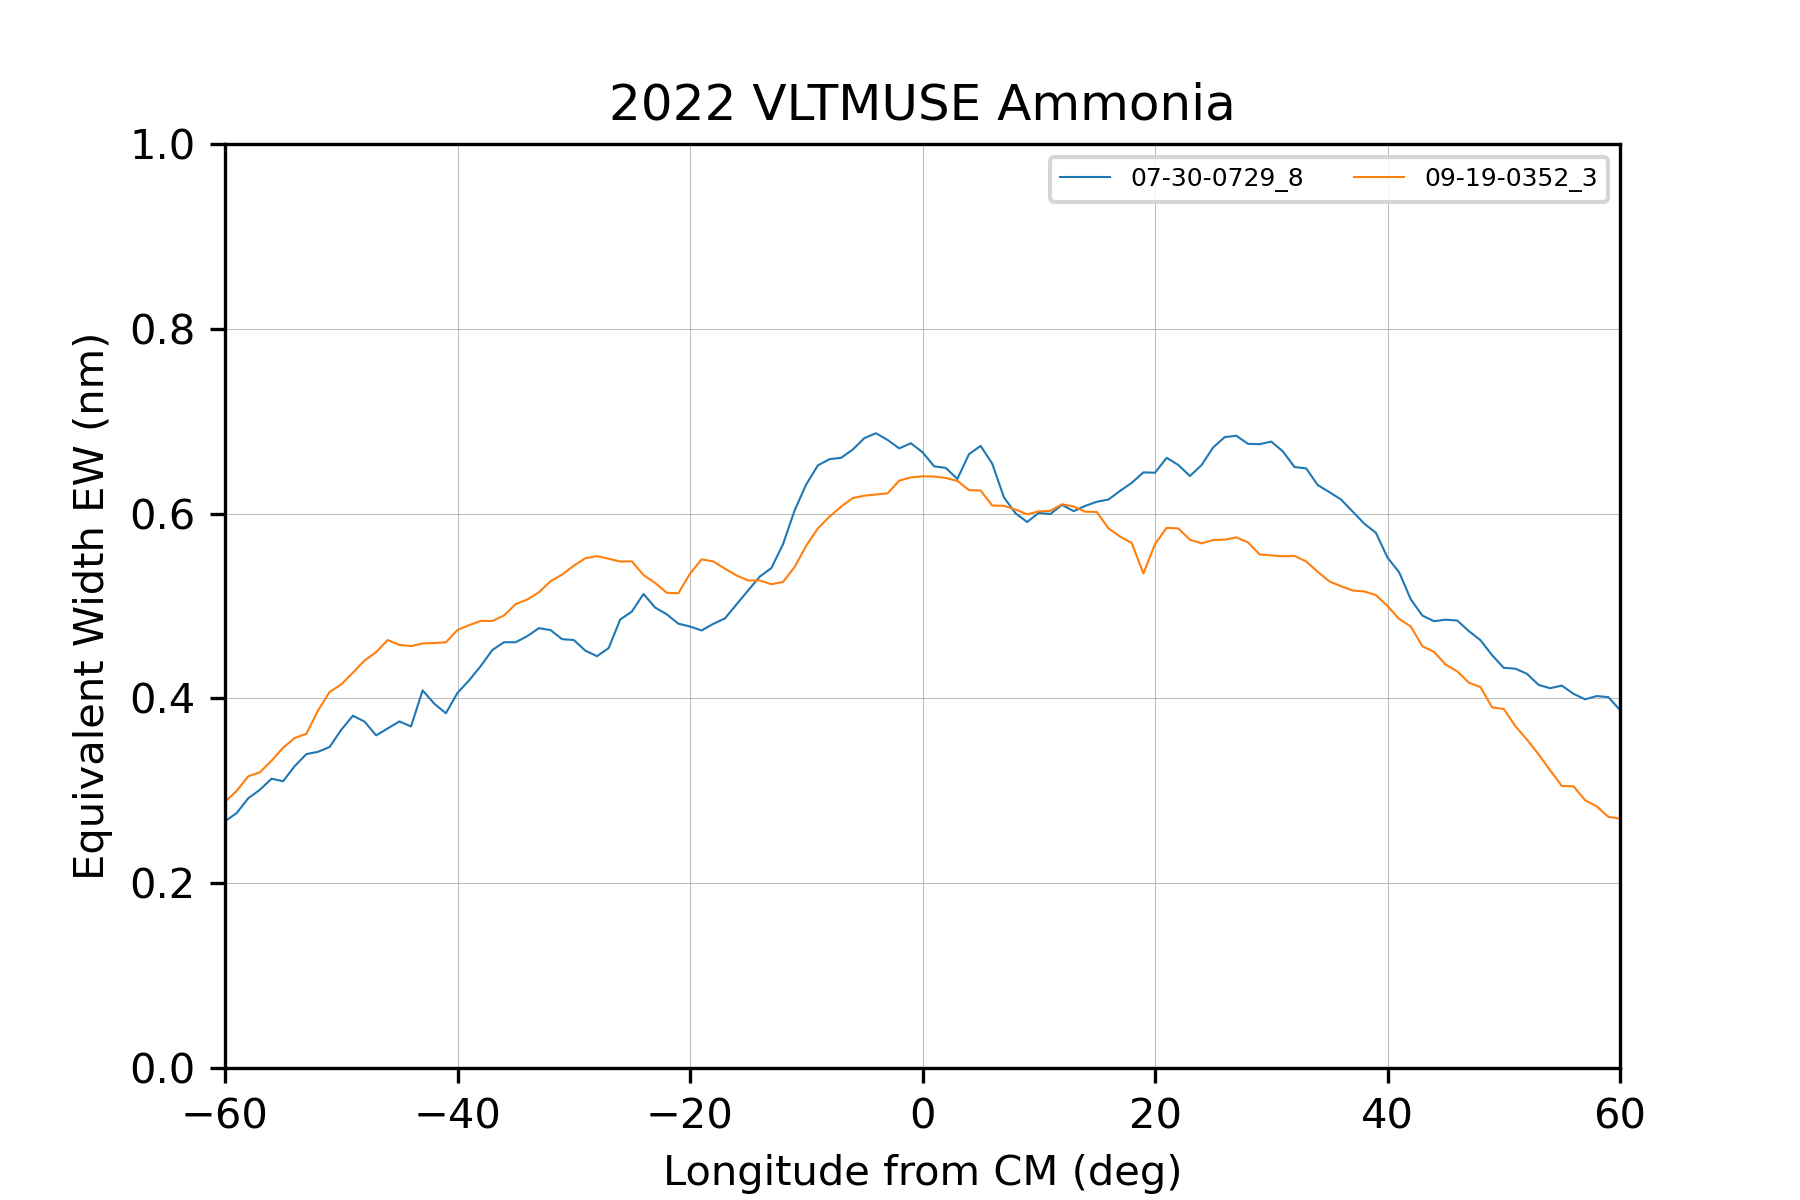 2022 VLTMUSE Ammonia
07-30-0729_8 09-19-0352_3
Equivalent Width EW (nm)
1.0
0.8
0.6
0.4
0.2
0.0
−60 −40 −20 0 20 40 60
Longitude from CM (deg)